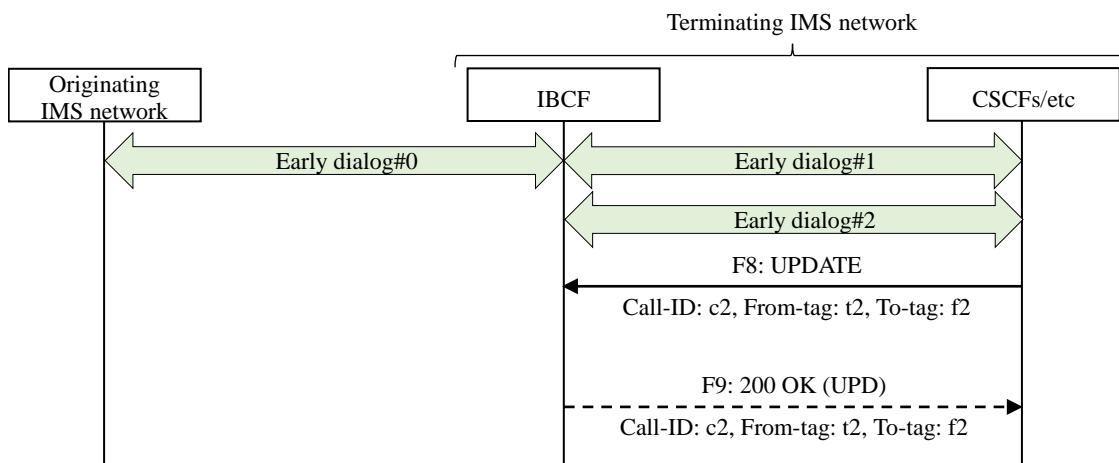 Terminating IMS network
Originating
IMS network
IBCF
CSCFs/etc
Early dialog#0
Early dialog#1
Early dialog#2
F8: UPDATE
Call-ID: c2, From-tag: t2, To-tag: f2
F9: 200 OK (UPD)
Call-ID: c2, From-tag: t2, To-tag: f2